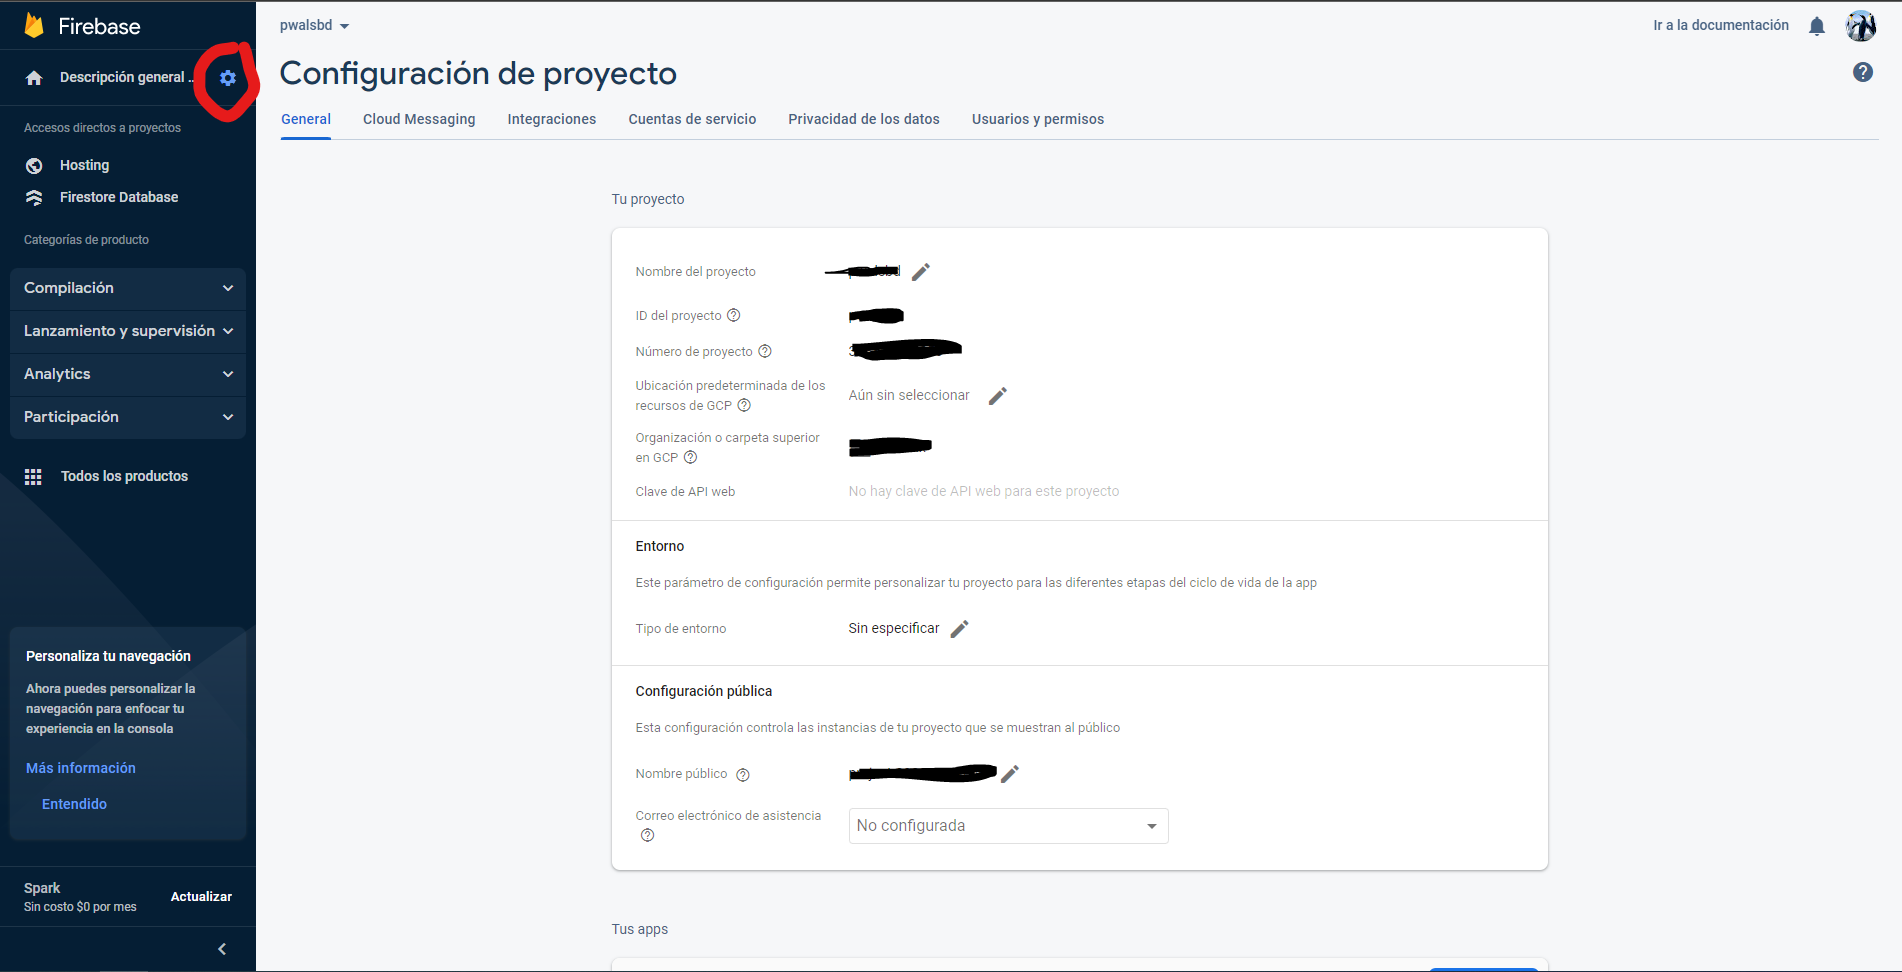 Firebase
Descripción general ..
Accesos directos a proyectos
Hosting
Firestore Database
Categorías de producto
Compilación
Lanzamiento y supervisión
Analytics
Participación
Todos los productos
Personaliza tu navegación
Ahora puedes personalizar la
navegación para enfocar tu
experiencia en la consola
Más información
Entendido
Spark
Sin costo $0 por mes
Actualizar
pwalsbd
Ir a la documentación
Configuración de proyecto
General Cloud Messaging Integraciones Cuentas de servicio Privacidad de los datos Usuarios y permisos
Tu proyecto
Nombre del proyecto
ID del proyecto
Número de proyecto
Ubicación predeterminada de los
recursos de GCP
Aún sin seleccionar
Organización o carpeta superior
en GCP
Clave de API web No hay clave de API web para este proyecto
Entorno
Este parámetro de configuración permite personalizar tu proyecto para las diferentes etapas del ciclo de vida de la app
Tipo de entorno Sin especificar
Configuración pública
Esta configuración controla las instancias de tu proyecto que se muestran al público
Nombre público
Correo electrónico de asistencia
No configurada
Tus apps